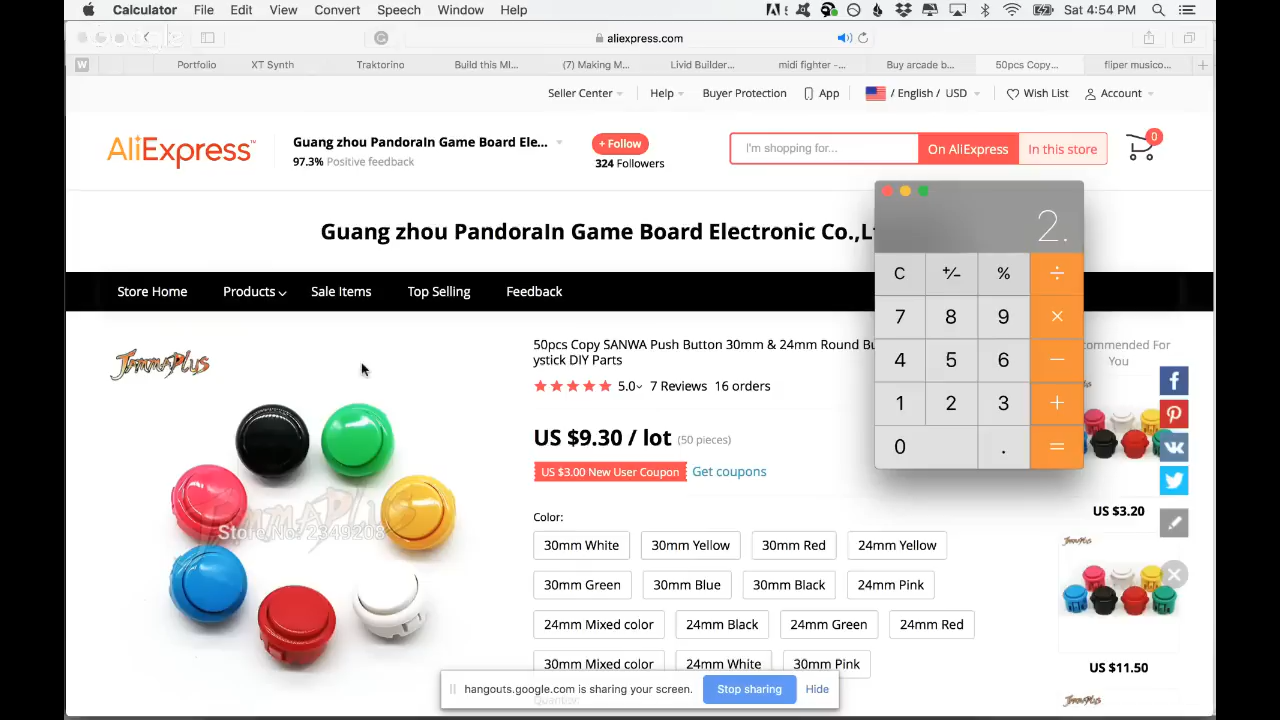 Calculator File Edit View Convert Speech Window Help Sat 4:54 PM
Google
aliexpress.com
W Portfolio XT Synth Traktorino Build this MI... (7) Making M... Livid Builder... midi fighter -... Buy arcade b... 50pcs Copy... fliper musico...
Seller Center Help Buyer Protection App / English / USD Wish List Account
AliExpress™
Guang zhou PandoraIn Game Board Ele...
97.3% Positive feedback
+ Follow
324 Followers
I'm shopping for... On AliExpress In this store
0
Guang zhou PandoraIn Game Board Electronic Co.,L
2.
C +/− % ÷
7 8 9 ×
4 5 6 −
1 2 3 +
0 . =
Store Home Products Sale Items Top Selling Feedback
JAMMAPLUS
Store No: 2349208
50pcs Copy SANWA Push Button 30mm & 24mm Round Bu
ystick DIY Parts
5.0 7 Reviews 16 orders
US $9.30 / lot (50 pieces)
US $3.00 New User Coupon Get coupons
Color:
30mm White 30mm Yellow 30mm Red 24mm Yellow
30mm Green 30mm Blue 30mm Black 24mm Pink
24mm Mixed color 24mm Black 24mm Green 24mm Red
30mm Mixed color 24mm White 30mm Pink
commended For
You
US $3.20
US $11.50
hangouts.google.com is sharing your screen. Stop sharing Hide